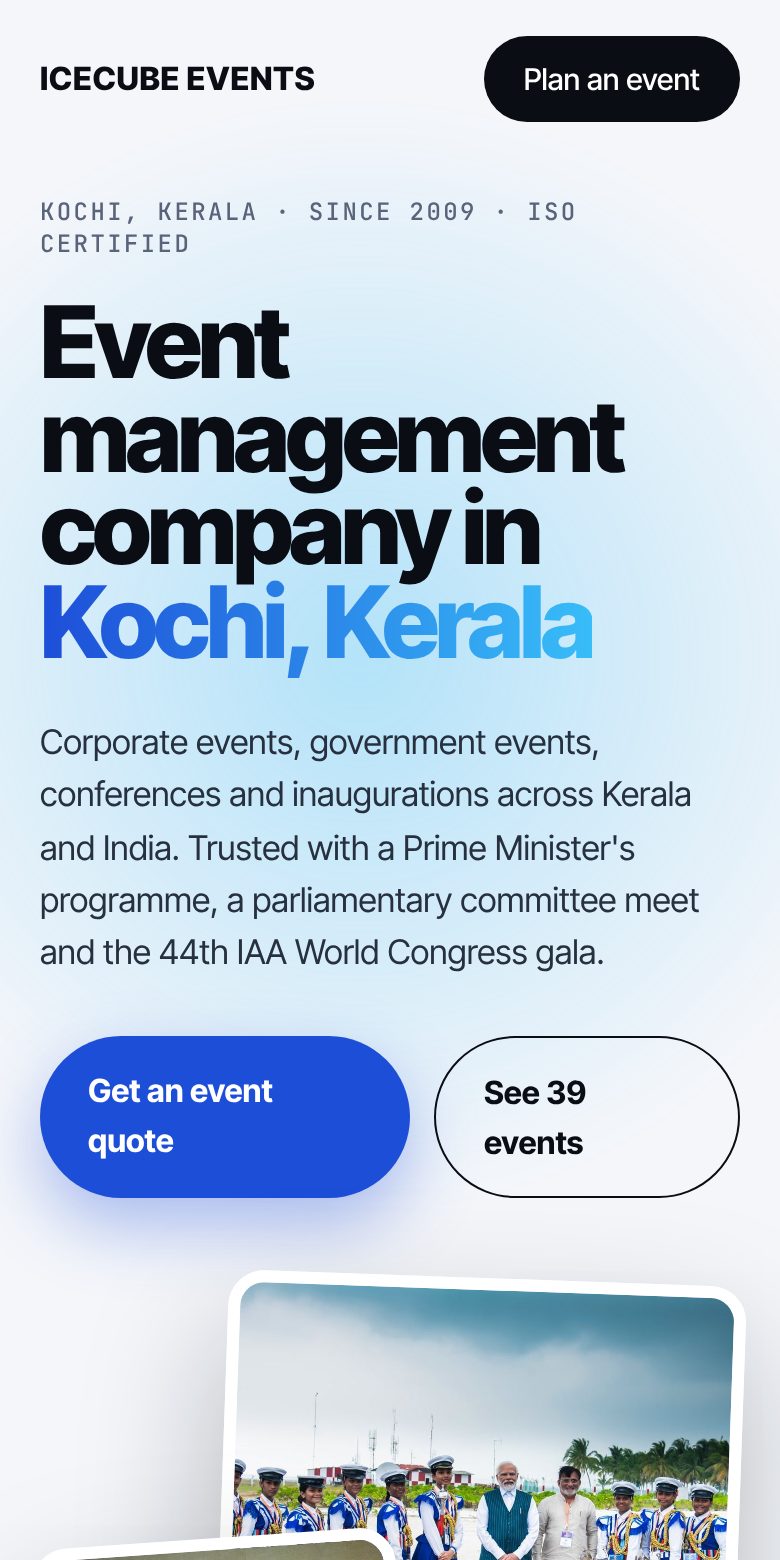 ICECUBE EVENTS
Plan an event
KOCHI, KERALA · SINCE 2009 · ISO
CERTIFIED
Event
management
company in
Kochi, Kerala
Corporate events, government events,
conferences and inaugurations across Kerala
and India. Trusted with a Prime Minister's
programme, a parliamentary committee meet
and the 44th IAA World Congress gala.
Get an event
quote
See 39
events